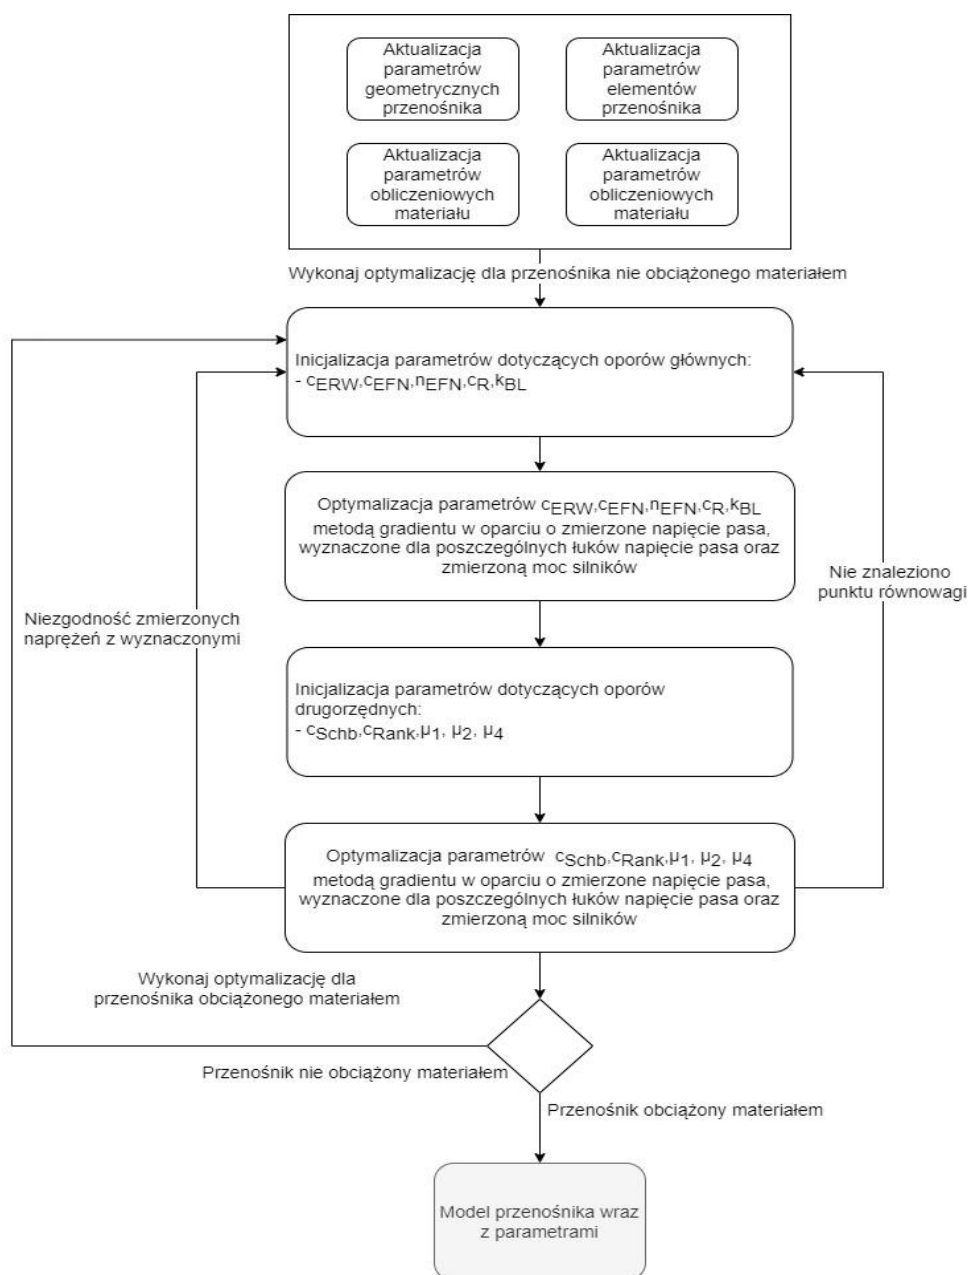 Aktualizacja
parametrów
geometrycznych
przenośnika
Aktualizacja
parametrów
elementów
przenośnika
Aktualizacja
parametrów
obliczeniowych
materiału
Aktualizacja
parametrów
obliczeniowych
materiału
Wykonaj optymalizację dla przenośnika nie obciążonego materiałem
Inicjalizacja parametrów dotyczących oporów głównych:
- cERW,cEFN,nEFN,cR,kBL
Optymalizacja parametrów cERW,cEFN,nEFN,cR,kBL
metodą gradientu w oparciu o zmierzone napięcie pasa,
wyznaczone dla poszczególnych łuków napięcie pasa oraz
zmierzoną moc silników
Nie znaleziono
punktu równowagi
Niezgodność zmierzonych
naprężeń z wyznaczonymi
Inicjalizacja parametrów dotyczących oporów
drugorzędnych:
- cSchb,cRank,μ1, μ2, μ4
Optymalizacja parametrów cSchb,cRank,μ1, μ2, μ4
metodą gradientu w oparciu o zmierzone napięcie pasa,
wyznaczone dla poszczególnych łuków napięcie pasa oraz
zmierzoną moc silników
Wykonaj optymalizację dla
przenośnika obciążonego materiałem
Przenośnik nie obciążony materiałem
Przenośnik obciążony materiałem
Model przenośnika wraz
z parametrami